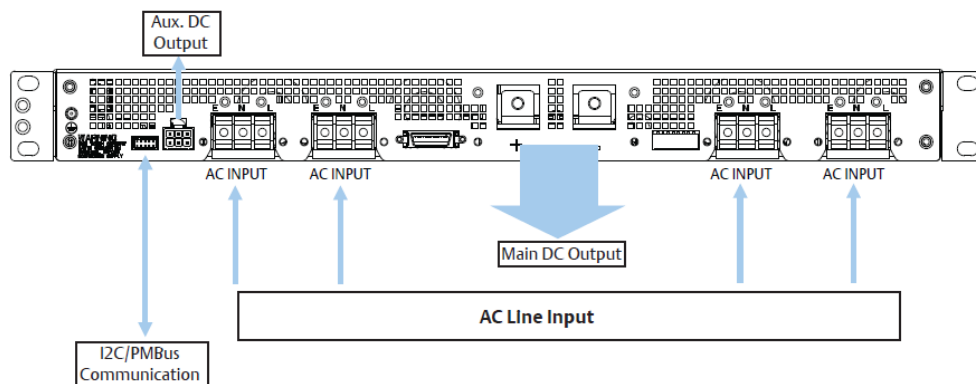 Aux. DC
Output
E N L
E N L
E N L
E N L
+ -
AC INPUT
AC INPUT
AC INPUT
AC INPUT
Main DC Output
AC LIne Input
I2C/PMBus
Communication